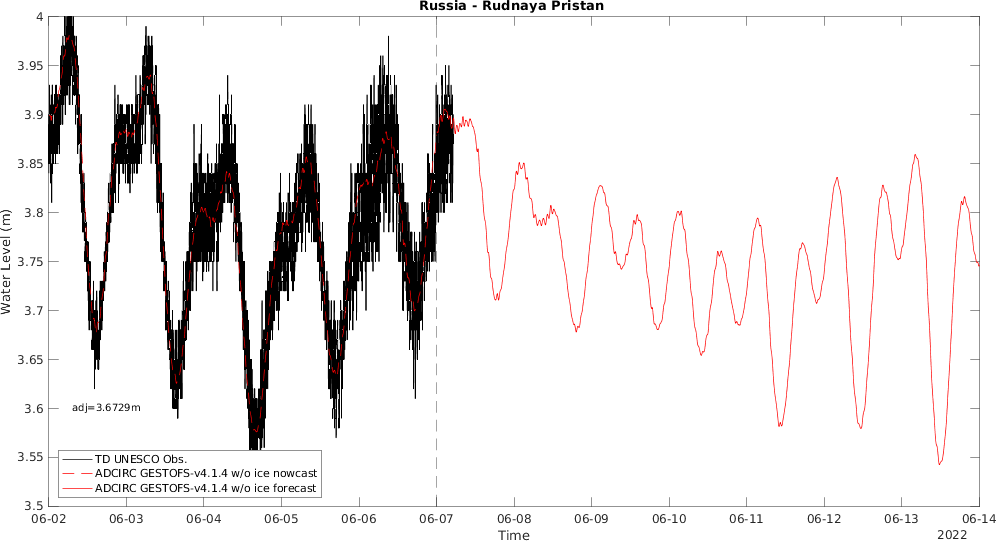 Russia - Rudnaya Pristan
4
3.95
3.9
3.85
3.8
3.75
3.7
3.65
3.6
3.55
3.5
Water Level (m)
adj=3.6729m
TD UNESCO Obs.
ADCIRC GESTOFS-v4.1.4 w/o ice nowcast
ADCIRC GESTOFS-v4.1.4 w/o ice forecast
06-02 06-03 06-04 06-05 06-06 06-07 06-08 06-09 06-10 06-11 06-12 06-13 06-14
Time
2022